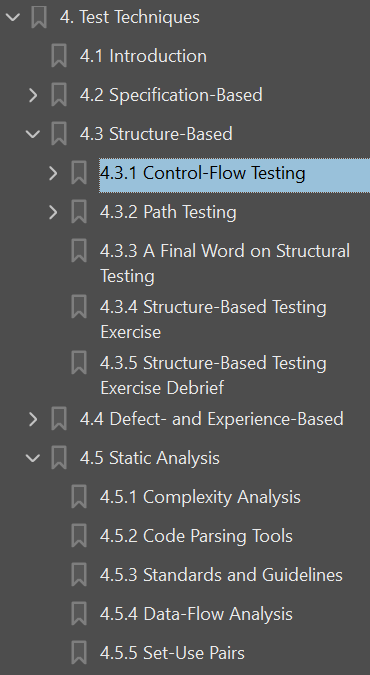 4. Test Techniques
4.1 Introduction
4.2 Specification-Based
4.3 Structure-Based
4.3.1 Control-Flow Testing
4.3.2 Path Testing
4.3.3 A Final Word on Structural
Testing
4.3.4 Structure-Based Testing
Exercise
4.3.5 Structure-Based Testing
Exercise Debrief
4.4 Defect- and Experience-Based
4.5 Static Analysis
4.5.1 Complexity Analysis
4.5.2 Code Parsing Tools
4.5.3 Standards and Guidelines
4.5.4 Data-Flow Analysis
4.5.5 Set-Use Pairs